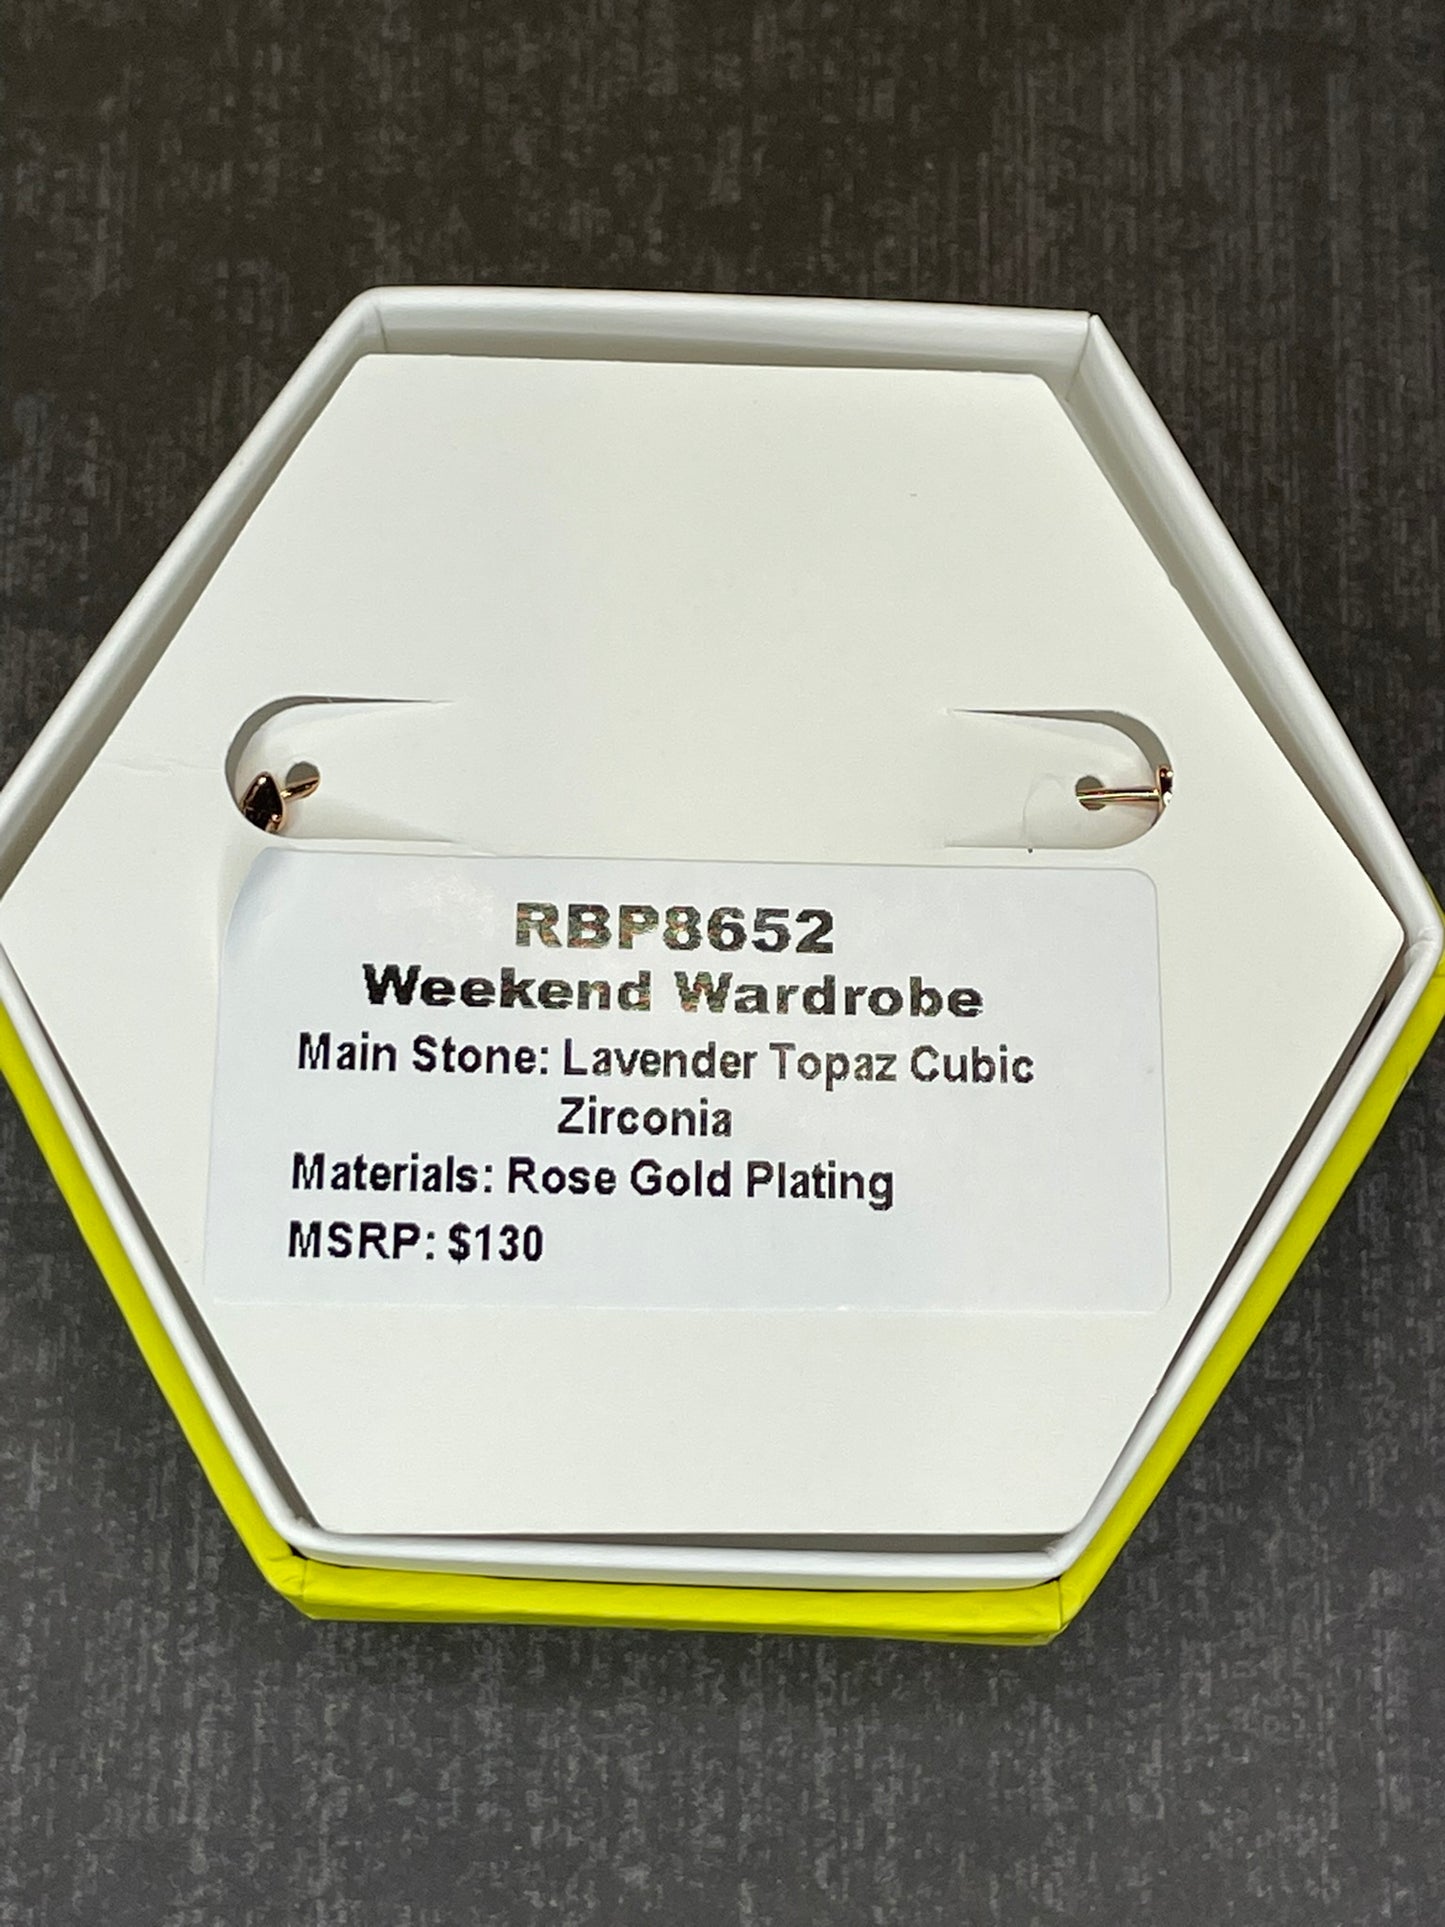 RBP8652
Weekend Wardrobe
Main Stone: Lavender Topaz Cubic
Zirconia
Materials: Rose Gold Plating
MSRP: $130